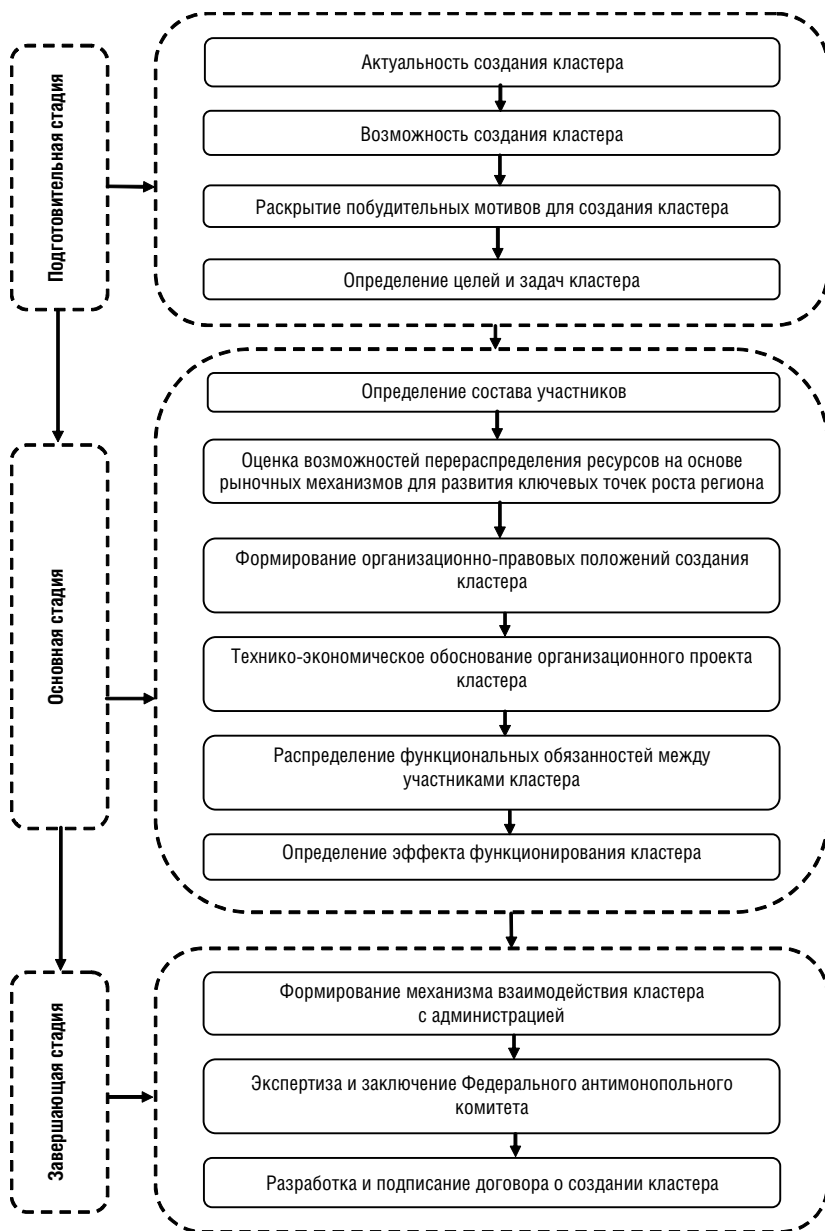 Подготовительная стадия
Актуальность создания кластера
Возможность создания кластера
Раскрытие побудительных мотивов для создания кластера
Определение целей и задач кластера
Основная стадия
Определение состава участников
Оценка возможностей перераспределения ресурсов на основе
рыночных механизмов для развития ключевых точек роста региона
Формирование организационно-правовых положений создания
кластера
Технико-экономическое обоснование организационного проекта
кластера
Распределение функциональных обязанностей между
участниками кластера
Определение эффекта функционирования кластера
Завершающая стадия
Формирование механизма взаимодействия кластера
с администрацией
Экспертиза и заключение Федерального антимонопольного
комитета
Разработка и подписание договора о создании кластера